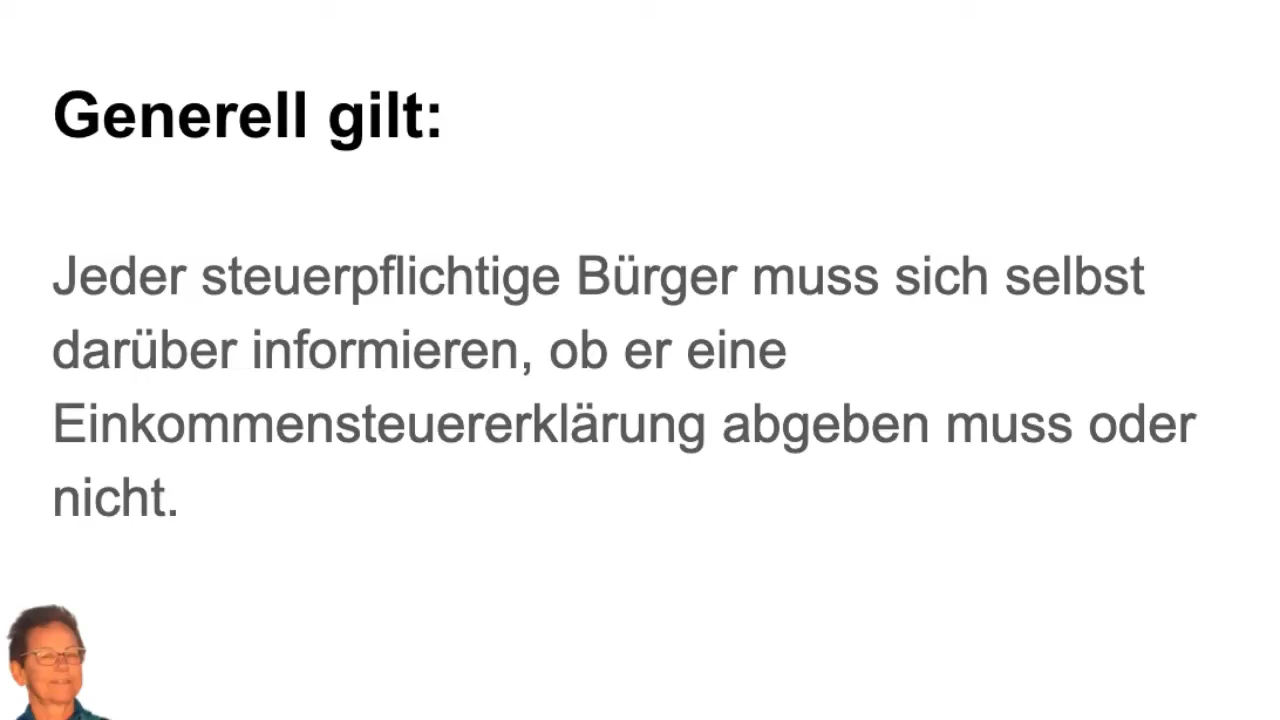 Generell gilt:
Jeder steuerpflichtige Bürger muss sich selbst
darüber informieren, ob er eine
Einkommensteuererklärung abgeben muss oder
nicht.